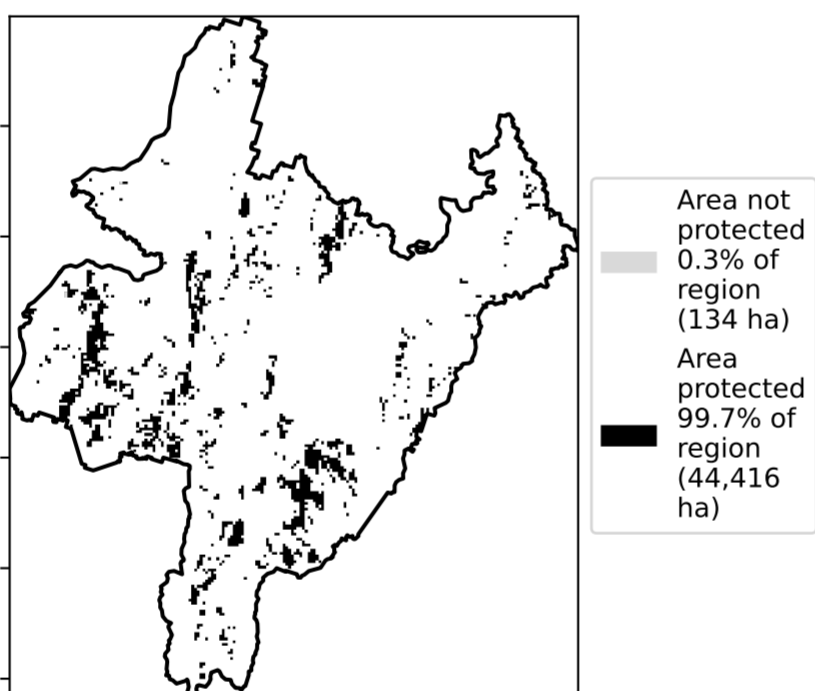 Area not
protected
0.3% of
region
(134 ha)
Area
protected
99.7% of
region
(44,416
ha)